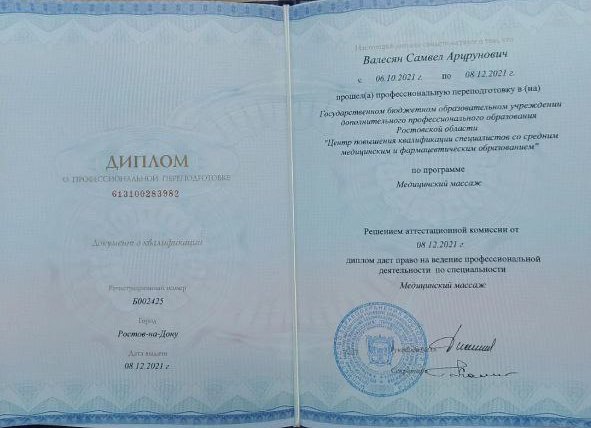 ДИПЛОМ
О ПРОФЕССИОНАЛЬНОЙ ПЕРЕПОДГОТОВКЕ
613100283982
Документ о квалификации
Регистрационный номер
Б002425
Город
Ростов-на-Дону
Дата выдачи
08.12.2021 г.
Настоящий диплом свидетельствует о том, что
Валесян Самвел Арцрунович
с 06.10.2021 г. по 08.12.2021 г.
прошел(а) профессиональную переподготовку в (на)
Государственном бюджетном образовательном учреждении
дополнительного профессионального образования
Ростовской области
"Центр повышения квалификации специалистов со средним
медицинским и фармацевтическим образованием"
по программе
Медицинский массаж
Решением аттестационной комиссии от
08.12.2021 г.
диплом дает право на ведение профессиональной
деятельности по специальности
Медицинский массаж
Руководитель
Секретарь